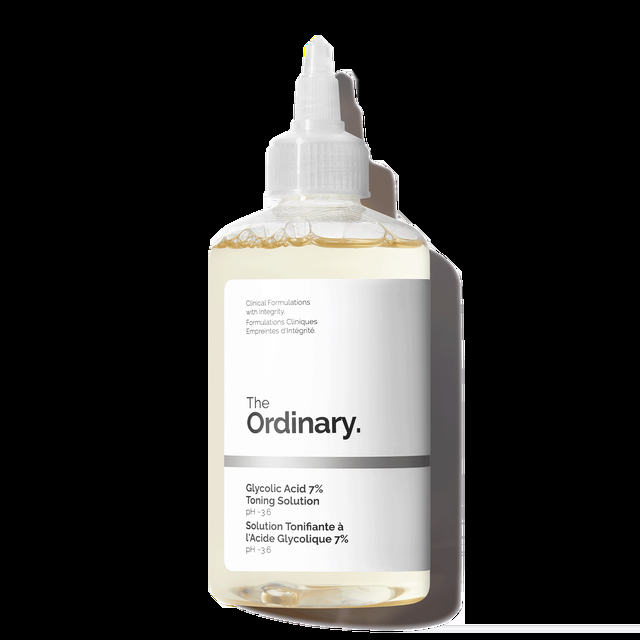 Clinical Formulations
with Integrity.
Formulations Cliniques
Empreintes d'Intégrité.
The
Ordinary.
Glycolic Acid 7%
Toning Solution
pH ~3.6
Solution Tonifiante à
l'Acide Glycolique 7%
pH ~3.6